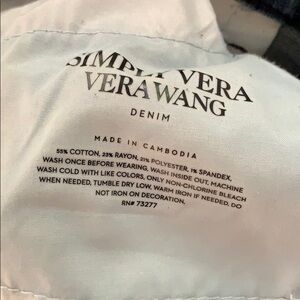 SIMPLY VERA
VERA WANG
DENIM
MADE IN CAMBODIA
55% COTTON, 23% RAYON, 21% POLYESTER, 1% SPANDEX.
WASH ONCE BEFORE WEARING. WASH INSIDE OUT, MACHINE
WASH COLD WITH LIKE COLORS, ONLY NON-CHLORINE BLEACH
WHEN NEEDED, TUMBLE DRY LOW, WARM IRON IF NEEDED. DO
NOT IRON ON DECORATION.
RN# 73277